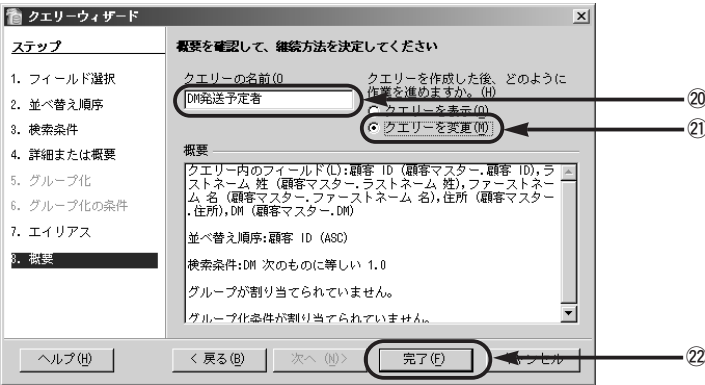 クエリーウィザード
ステップ
1. フィールド選択
2. 並べ替え順序
3. 検索条件
4. 詳細または概要
5. グループ化
6. グループ化の条件
7. エイリアス
8. 概要
概要を確認して、継続方法を決定してください
クエリーの名前(0
DM発送予定者
クエリーを作成した後、どのように
作業を進めますか。(H)
クエリーを表示(O)
クエリーを変更(M)
概要
クエリー内のフィールド(L):顧客 ID (顧客マスター.顧客 ID),ラ
ストネーム 姓 (顧客マスター.ラストネーム 姓),ファーストネー
ム 名 (顧客マスター.ファーストネーム 名),住所 (顧客マスター
.住所),DM (顧客マスター.DM)
並べ替え順序:顧客 ID (ASC)
検索条件:DM 次のものに等しい 1.0
グループが割り当てられていません。
グループ化条件が割り当てられていません。
ヘルプ(H)
< 戻る(B)
次へ (N)>
完了(F)
ンセル
⑳
㉑
㉒